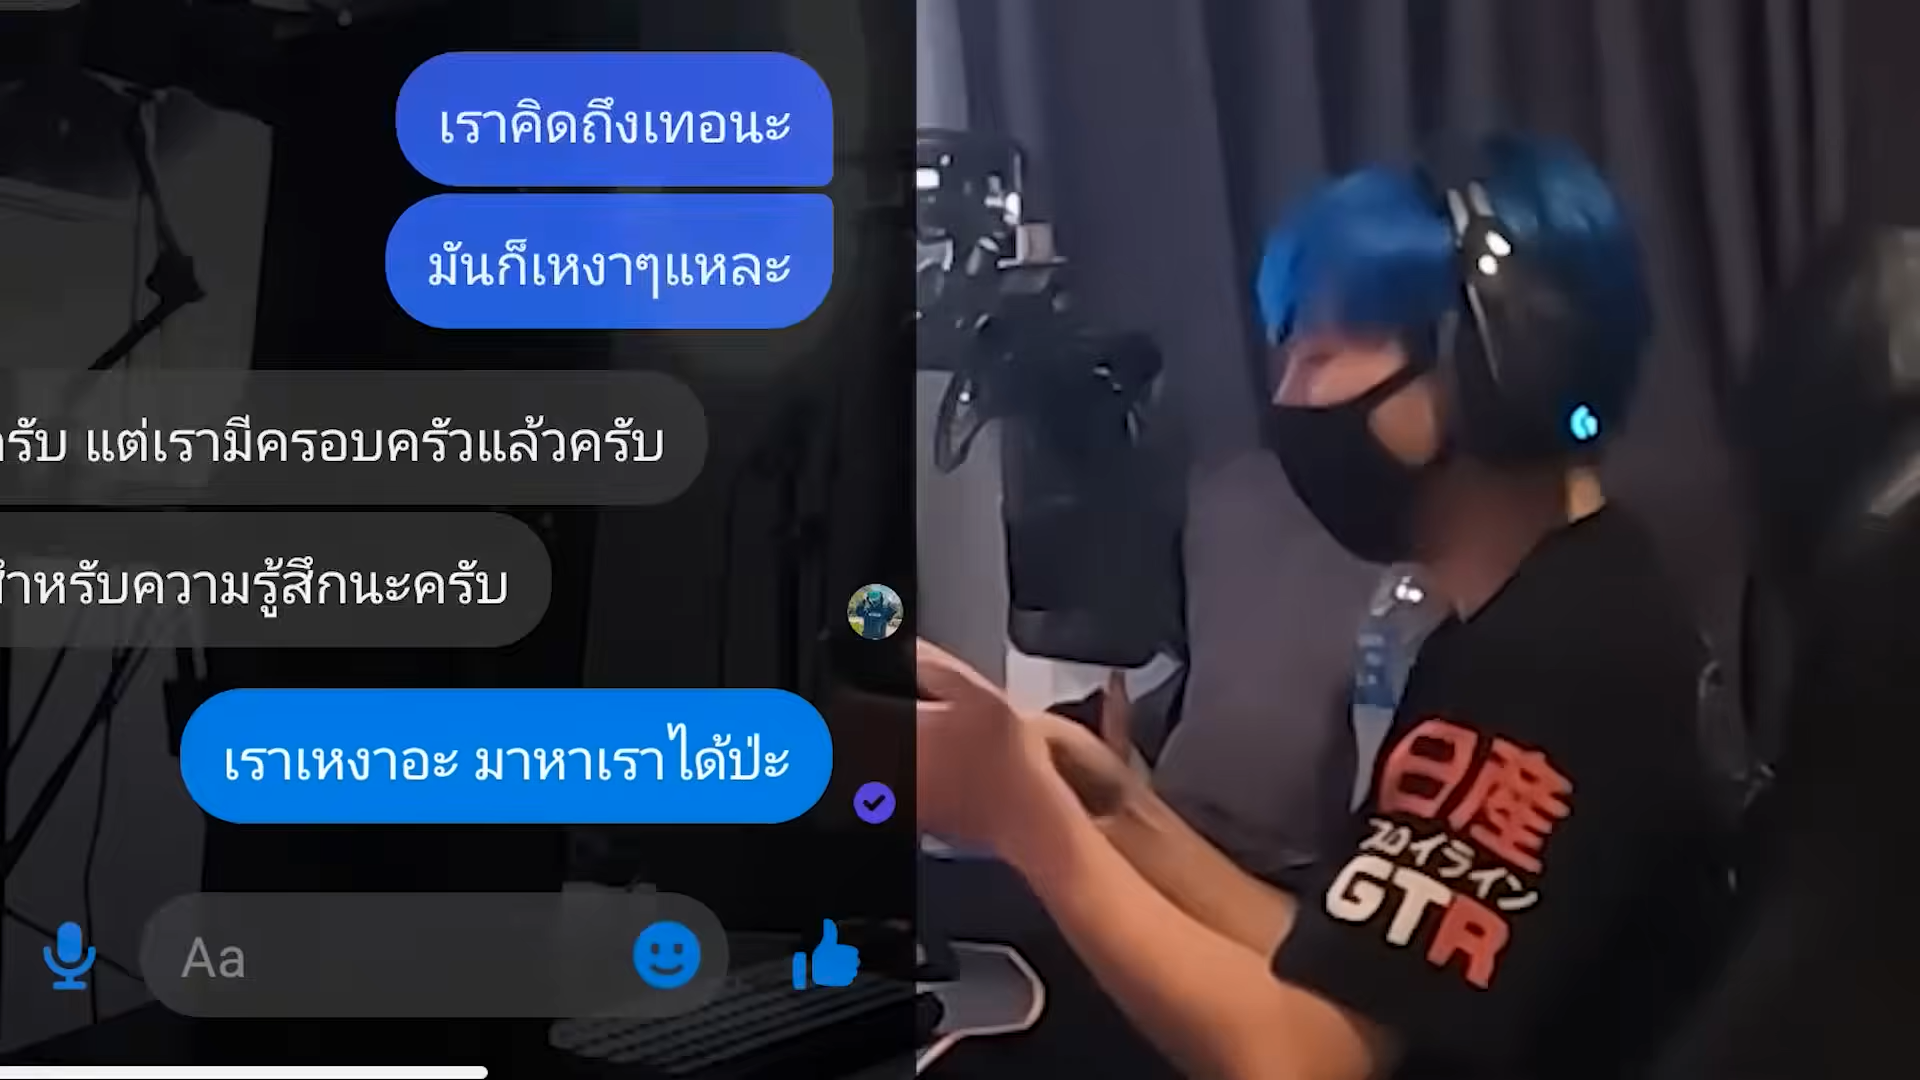 เราคิดถึงเทอนะ
มันก็เหงาๆแหละ
ครับ แต่เรามีครอบครัวแล้วครับ
สำหรับความรู้สึกนะครับ
เราเหงาอะ มาหาเราได้ป่ะ
Aa
日産
スカイライン
GTR